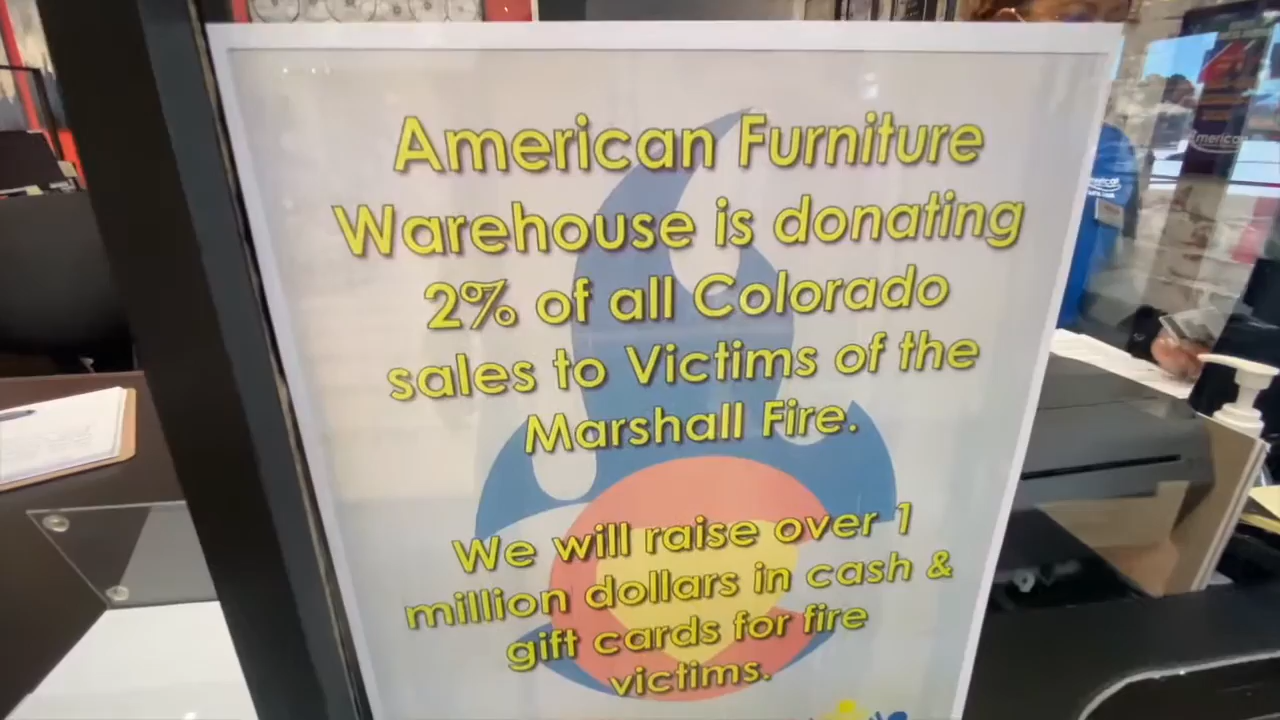 American Furniture
Warehouse is donating
2% of all Colorado
sales to Victims of the
Marshall Fire.
We will raise over 1
million dollars in cash &
gift cards for fire
victims.
American